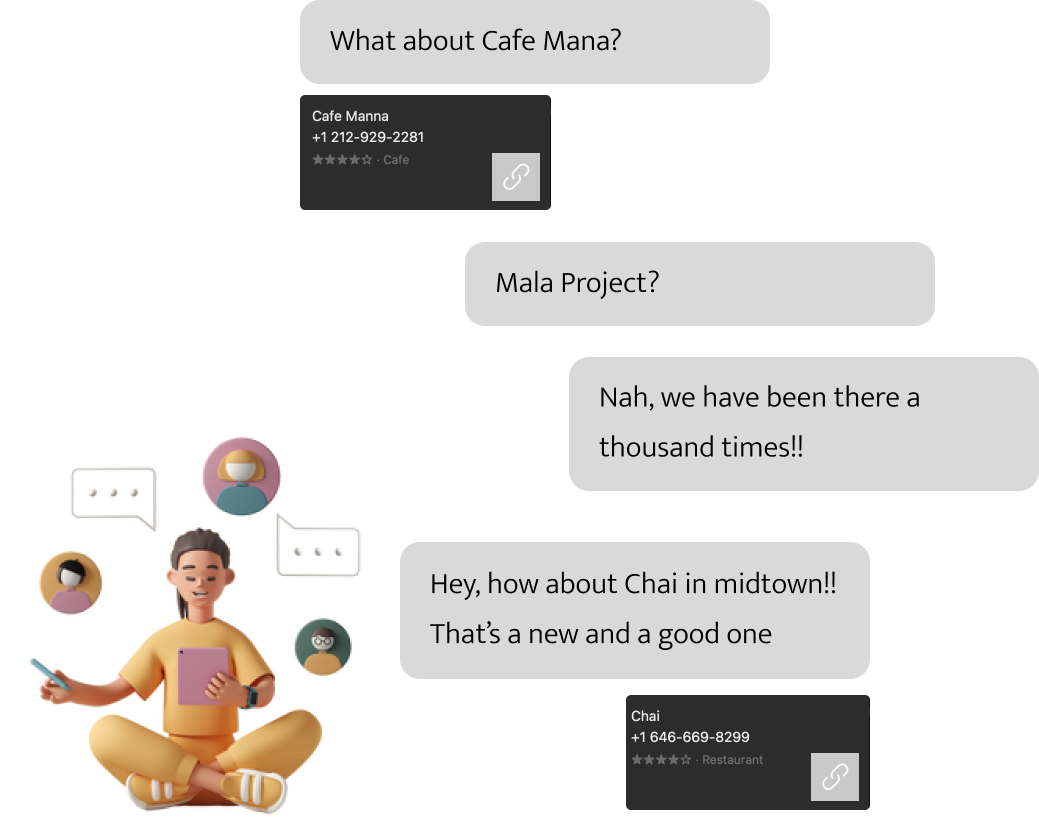 What about Cafe Mana?
Cafe Manna
+1 212-929-2281
★★★★☆ · Cafe
Mala Project?
Nah, we have been there a
thousand times!!
Hey, how about Chai in midtown!!
That’s a new and a good one
Chai
+1 646-669-8299
★★★★☆ · Restaurant